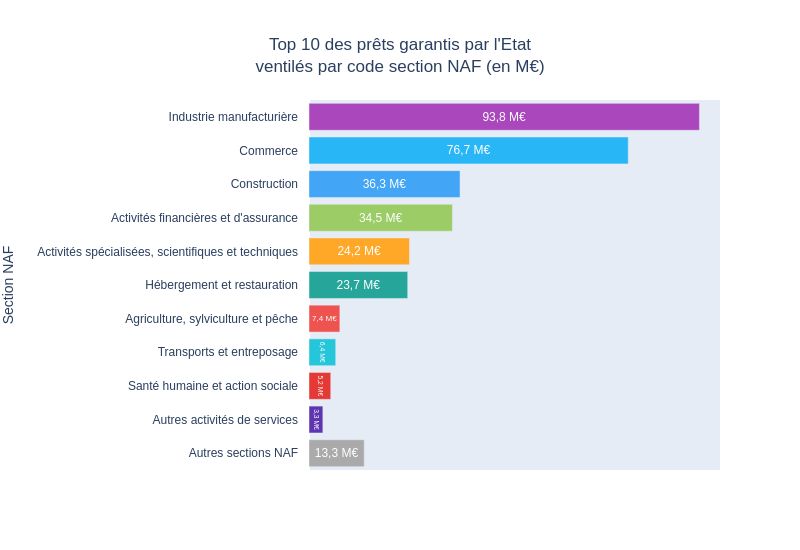 Top 10 des prêts garantis par l'Etat
ventilés par code section NAF (en M€)
Section NAF
Industrie manufacturière 93,8 M€
Commerce 76,7 M€
Construction 36,3 M€
Activités financières et d'assurance 34,5 M€
Activités spécialisées, scientifiques et techniques 24,2 M€
Hébergement et restauration 23,7 M€
Agriculture, sylviculture et pêche 7,4 M€
Transports et entreposage 6,4 M€
Santé humaine et action sociale 5,2 M€
Autres activités de services 3,3 M€
Autres sections NAF 13,3 M€